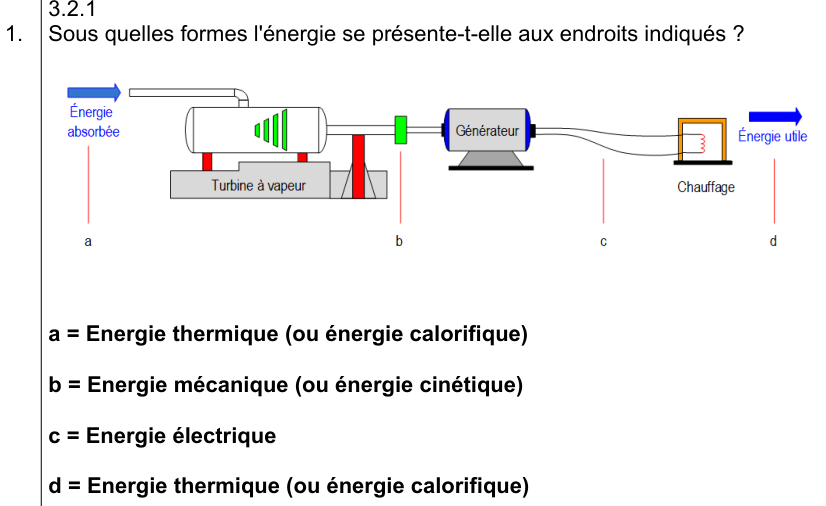 3.2.1
1. Sous quelles formes l'énergie se présente-t-elle aux endroits indiqués ?
Énergie
absorbée
Générateur
Énergie utile
Turbine à vapeur
Chauffage
a
b
c
d
a = Energie thermique (ou énergie calorifique)
b = Energie mécanique (ou énergie cinétique)
c = Energie électrique
d = Energie thermique (ou énergie calorifique)